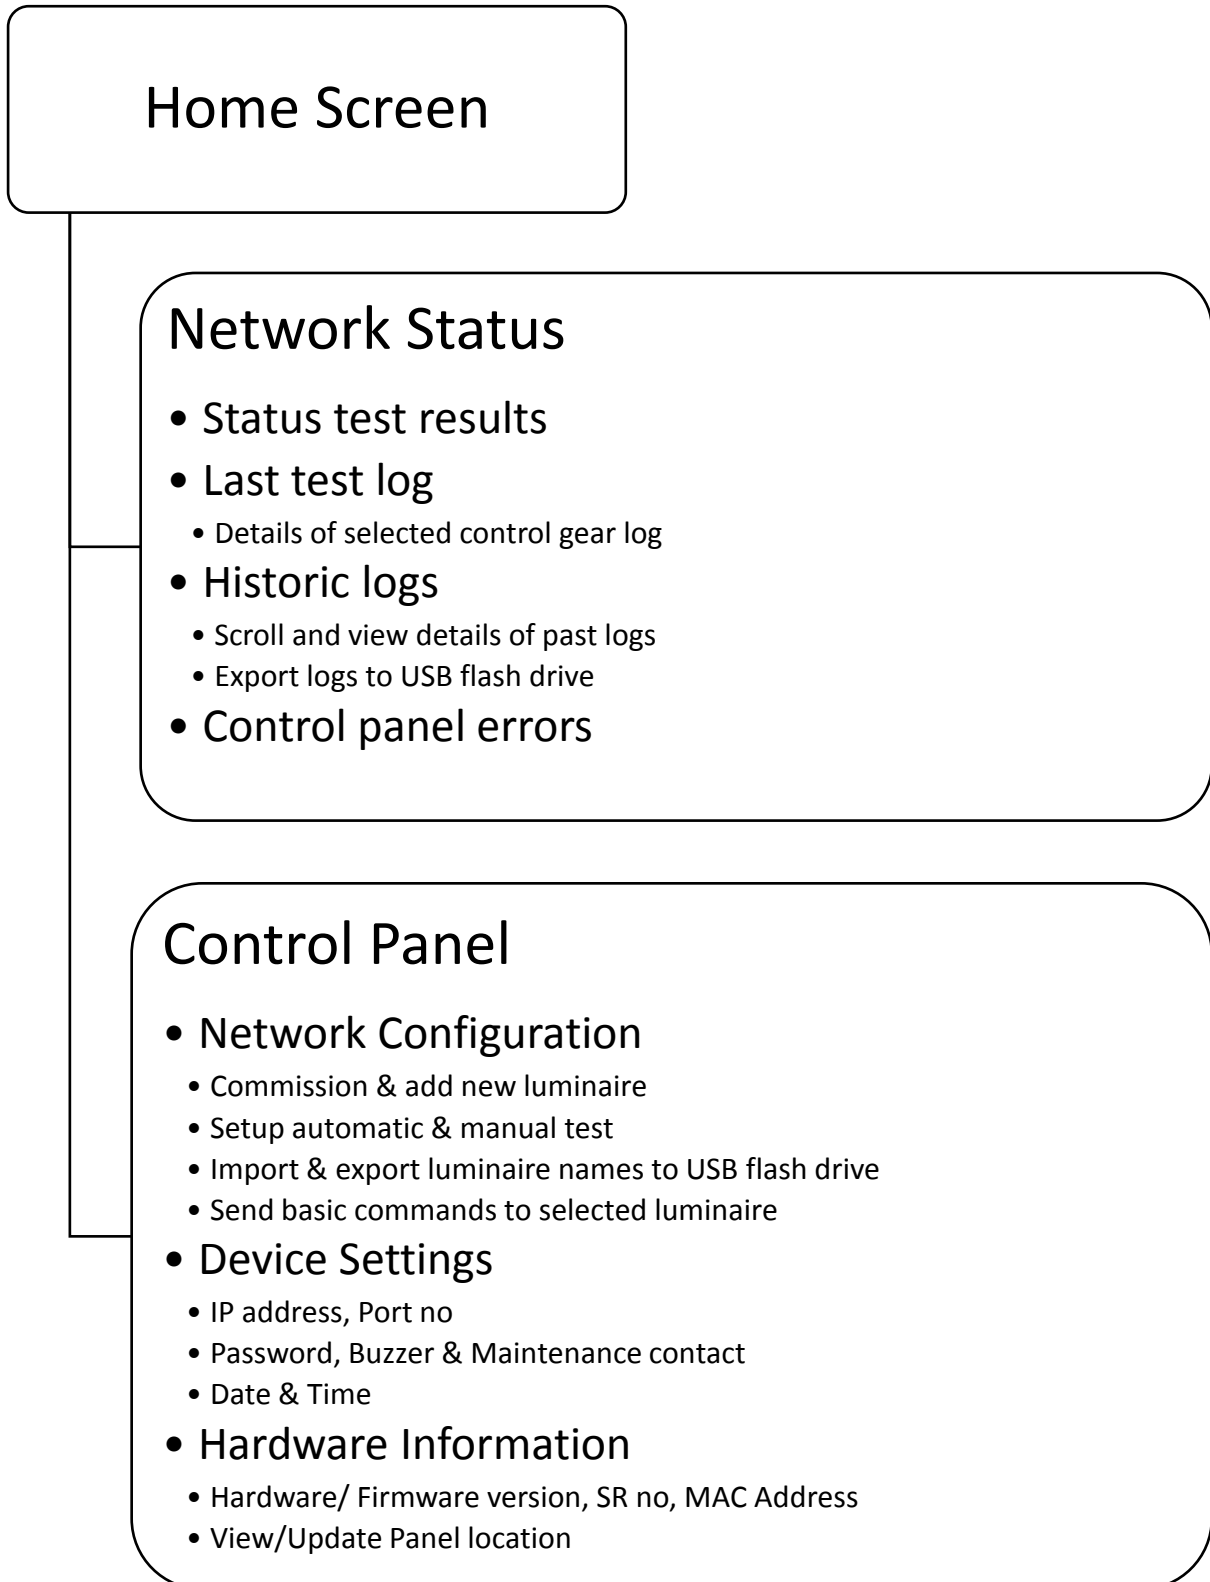 Home Screen
Network Status
• Status test results
• Last test log
• Details of selected control gear log
• Historic logs
• Scroll and view details of past logs
• Export logs to USB flash drive
• Control panel errors
Control Panel
• Network Configuration
• Commission & add new luminaire
• Setup automatic & manual test
• Import & export luminaire names to USB flash drive
• Send basic commands to selected luminaire
• Device Settings
• IP address, Port no
• Password, Buzzer & Maintenance contact
• Date & Time
• Hardware Information
• Hardware/ Firmware version, SR no, MAC Address
• View/Update Panel location